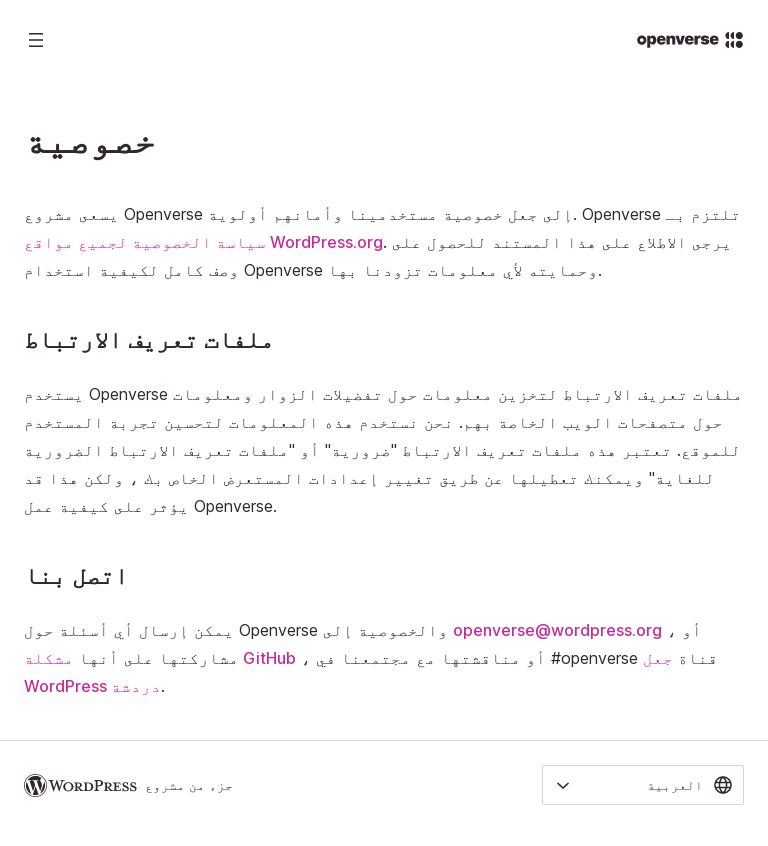 openverse
خصوصية
يسعى مشروع Openverse إلى جعل خصوصية مستخدمينا وأمانهم أولوية. Openverse تلتزم بـ
سياسة الخصوصية لجميع مواقع WordPress.org. يرجى الاطلاع على هذا المستند للحصول على
وصف كامل لكيفية استخدام Openverse وحمايته لأي معلومات تزودنا بها.
ملفات تعريف الارتباط
يستخدم Openverse ملفات تعريف الارتباط لتخزين معلومات حول تفضيلات الزوار ومعلومات
حول متصفحات الويب الخاصة بهم. نحن نستخدم هذه المعلومات لتحسين تجربة المستخدم
للموقع. تعتبر هذه ملفات تعريف الارتباط "ضرورية" أو "ملفات تعريف الارتباط الضرورية
للغاية" ويمكنك تعطيلها عن طريق تغيير إعدادات المستعرض الخاص بك ، ولكن هذا قد
يؤثر على كيفية عمل Openverse.
اتصل بنا
يمكن إرسال أي أسئلة حول Openverse والخصوصية إلى openverse@wordpress.org ، أو
مشاركتها على أنها مشكلة GitHub ، أو مناقشتها مع مجتمعنا في #openverse قناة جعل
WordPress دردشة.
العربية
جزء من مشروع WORDPRESS